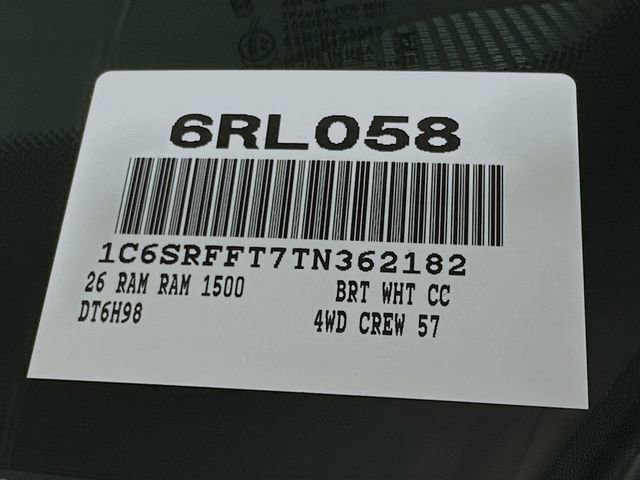 6RL058
1C6SRFFT7TN362182
26 RAM RAM 1500 BRT WHT CC
DT6H98 4WD CREW 57